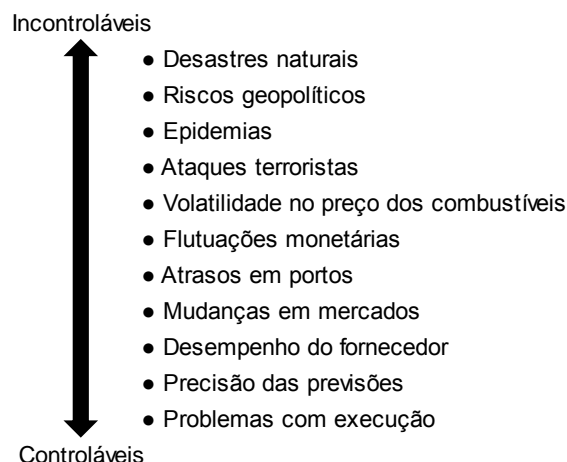 Incontroláveis
● Desastres naturais
● Riscos geopolíticos
● Epidemias
● Ataques terroristas
● Volatilidade no preço dos combustíveis
● Flutuações monetárias
● Atrasos em portos
● Mudanças em mercados
● Desempenho do fornecedor
● Precisão das previsões
● Problemas com execução
Controláveis